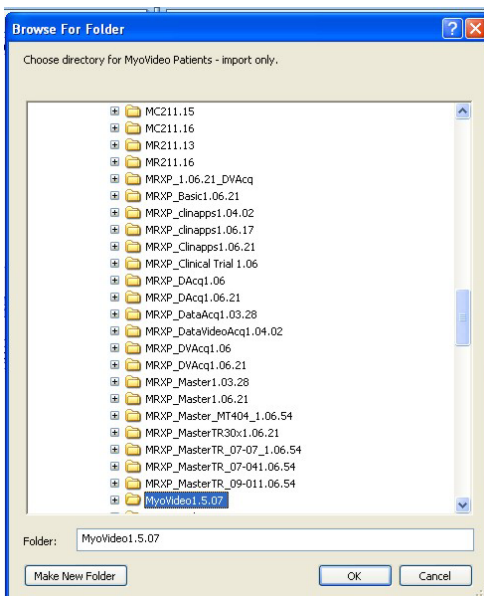 Browse For Folder
Choose directory for MyoVideo Patients - import only.
MC211.15
MC211.16
MR211.13
MR211.16
MRXP_1.06.21_DVAcq
MRXP_Basic1.06.21
MRXP_clinapps1.04.02
MRXP_clinapps1.06.17
MRXP_Clinapps1.06.21
MRXP_Clinical Trial 1.06
MRXP_DAcq1.06
MRXP_DAcq1.06.21
MRXP_DataAcq1.03.28
MRXP_DataVideoAcq1.04.02
MRXP_DVAcq1.06
MRXP_DVAcq1.06.21
MRXP_Master1.03.28
MRXP_Master1.06.21
MRXP_Master_MT404_1.06.54
MRXP_MasterTR30x1.06.21
MRXP_MasterTR_07-07_1.06.54
MRXP_MasterTR_07-041.06.54
MRXP_MasterTR_09-011.06.54
MyoVideo1.5.07
Folder: MyoVideo1.5.07
Make New Folder OK Cancel